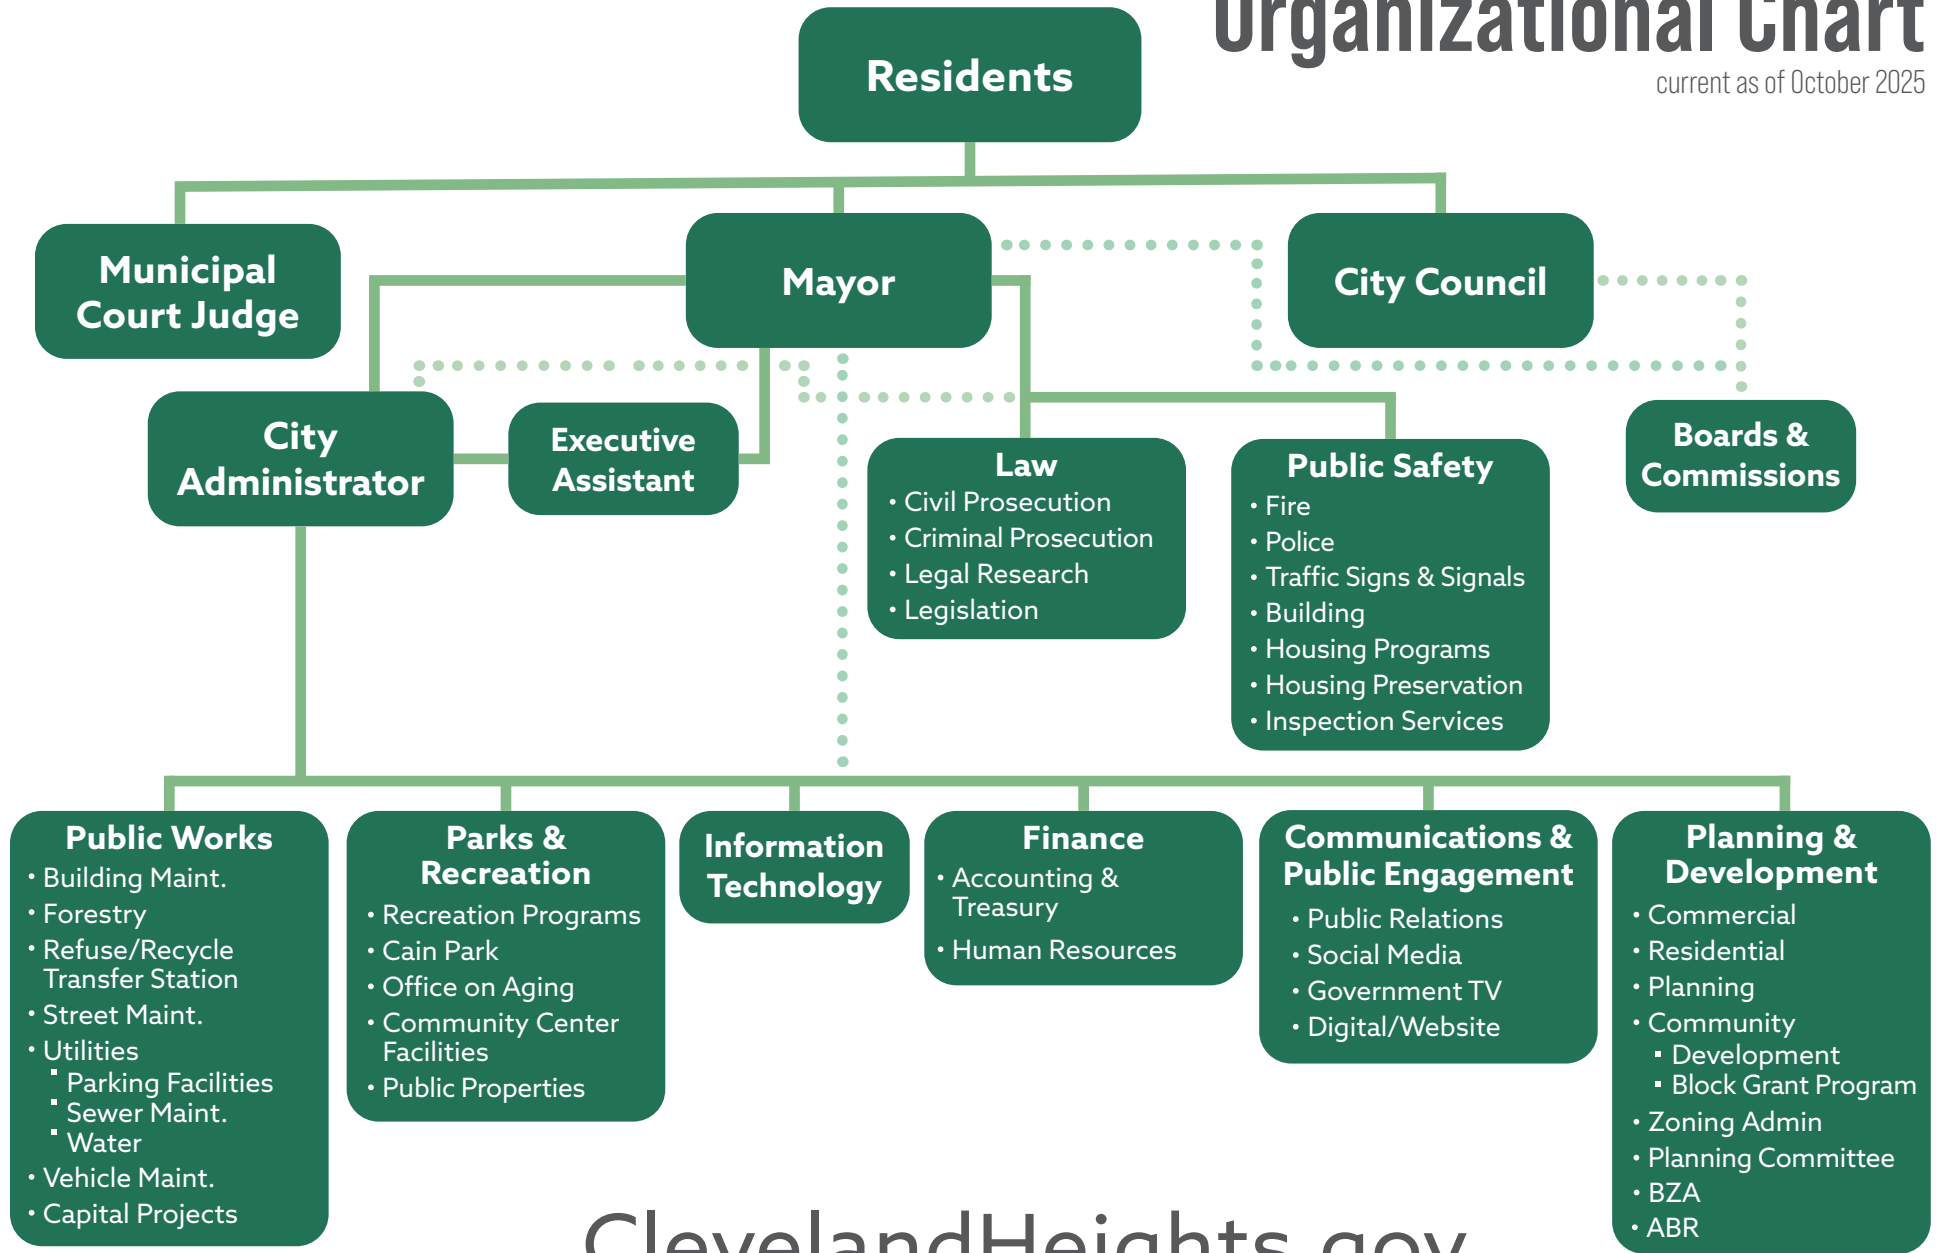 Organizational Chart
current as of October 2025
Residents
Municipal
Court Judge
Mayor
City Council
City
Administrator
Executive
Assistant
Law
• Civil Prosecution
• Criminal Prosecution
• Legal Research
• Legislation
Public Safety
• Fire
• Police
• Traffic Signs & Signals
• Building
• Housing Programs
• Housing Preservation
• Inspection Services
Boards &
Commissions
Public Works
• Building Maint.
• Forestry
• Refuse/Recycle
Transfer Station
• Street Maint.
• Utilities
▪ Parking Facilities
▪ Sewer Maint.
▪ Water
• Vehicle Maint.
• Capital Projects
Parks &
Recreation
• Recreation Programs
• Cain Park
• Office on Aging
• Community Center
Facilities
• Public Properties
Information
Technology
Finance
• Accounting &
Treasury
• Human Resources
Communications &
Public Engagement
• Public Relations
• Social Media
• Government TV
• Digital/Website
Planning &
Development
• Commercial
• Residential
• Planning
• Community
▪ Development
▪ Block Grant Program
• Zoning Admin
• Planning Committee
• BZA
• ABR
ClevelandHeights.gov